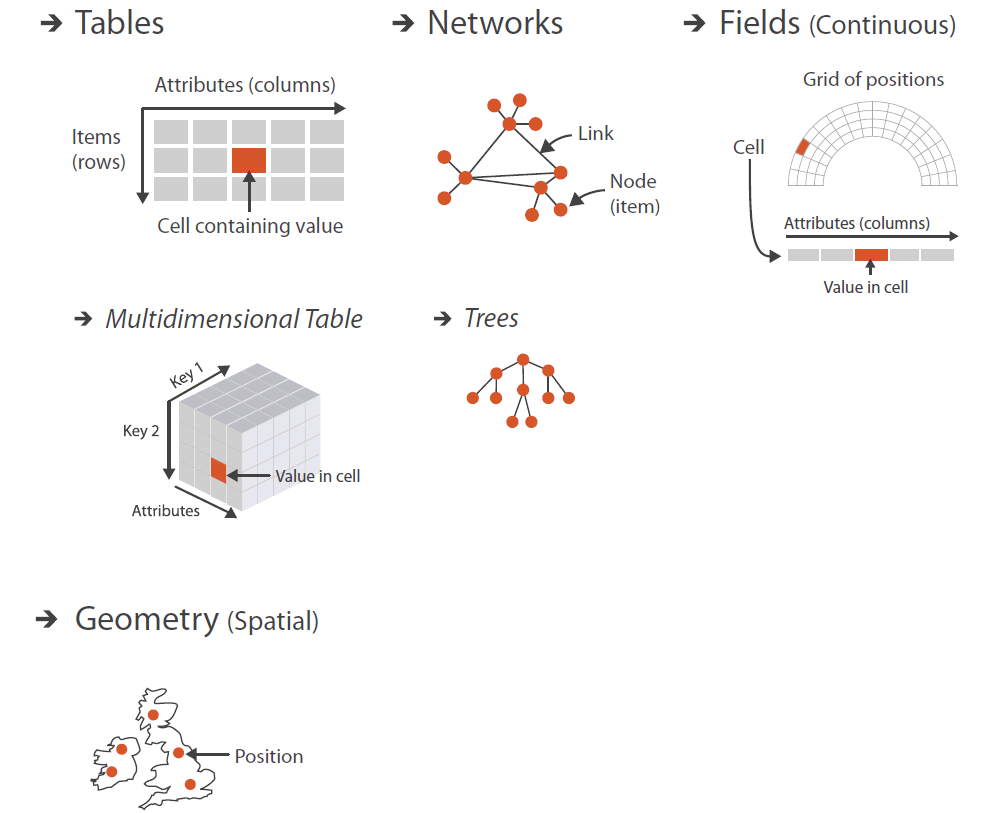 ➔ Tables
Attributes (columns)
Items
(rows)
Cell containing value
➔ Networks
Link
Node
(item)
➔ Fields (Continuous)
Grid of positions
Cell
Attributes (columns)
Value in cell
➔ Multidimensional Table
Key 1
Key 2
Value in cell
Attributes
➔ Trees
➔ Geometry (Spatial)
Position